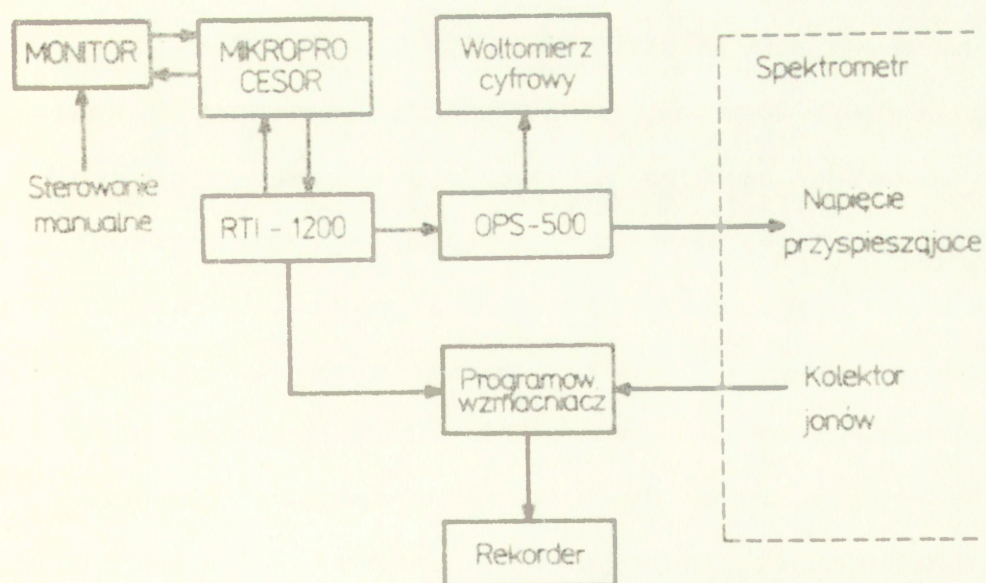 MONITOR
MIKROPRO
CESOR
Woltomierz
cyfrowy
Spektrometr
Sterowanie
manualne
RTI - 1200
OPS-500
Napięcie
przyspieszające
Programow.
wzmacniacz
Kolektor
jonów
Rekorder